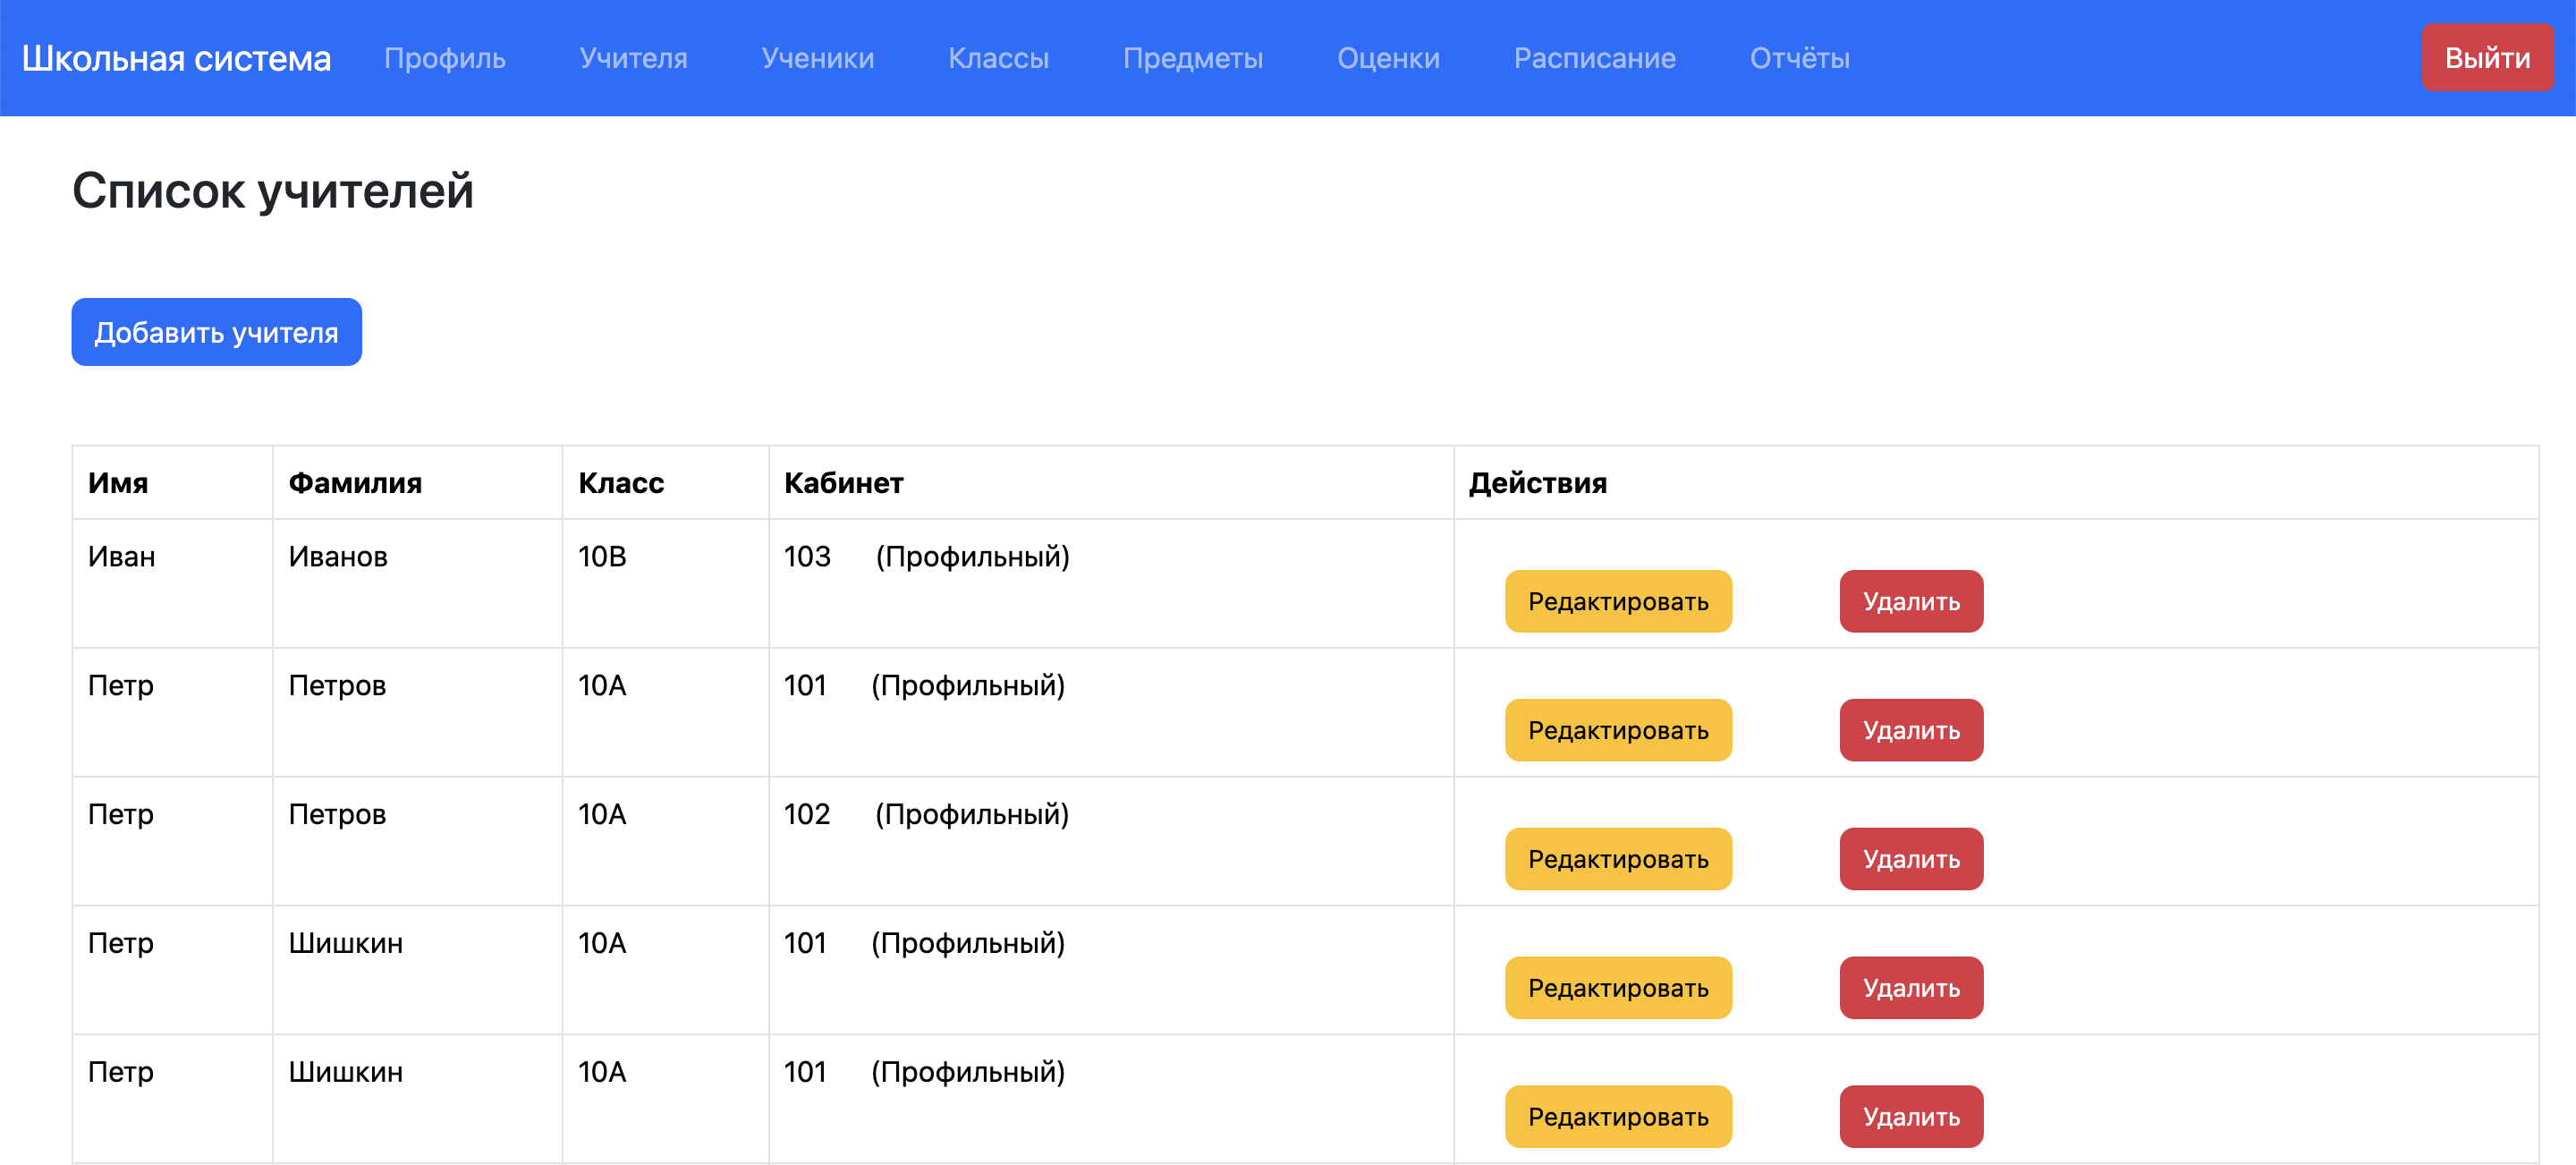 Школьная система Профиль Учителя Ученики Классы Предметы Оценки Расписание Отчёты Выйти
Список учителей
Добавить учителя
Имя Фамилия Класс Кабинет Действия
Иван Иванов 10В 103 (Профильный) Редактировать Удалить
Петр Петров 10А 101 (Профильный) Редактировать Удалить
Петр Петров 10А 102 (Профильный) Редактировать Удалить
Петр Шишкин 10А 101 (Профильный) Редактировать Удалить
Петр Шишкин 10А 101 (Профильный) Редактировать Удалить